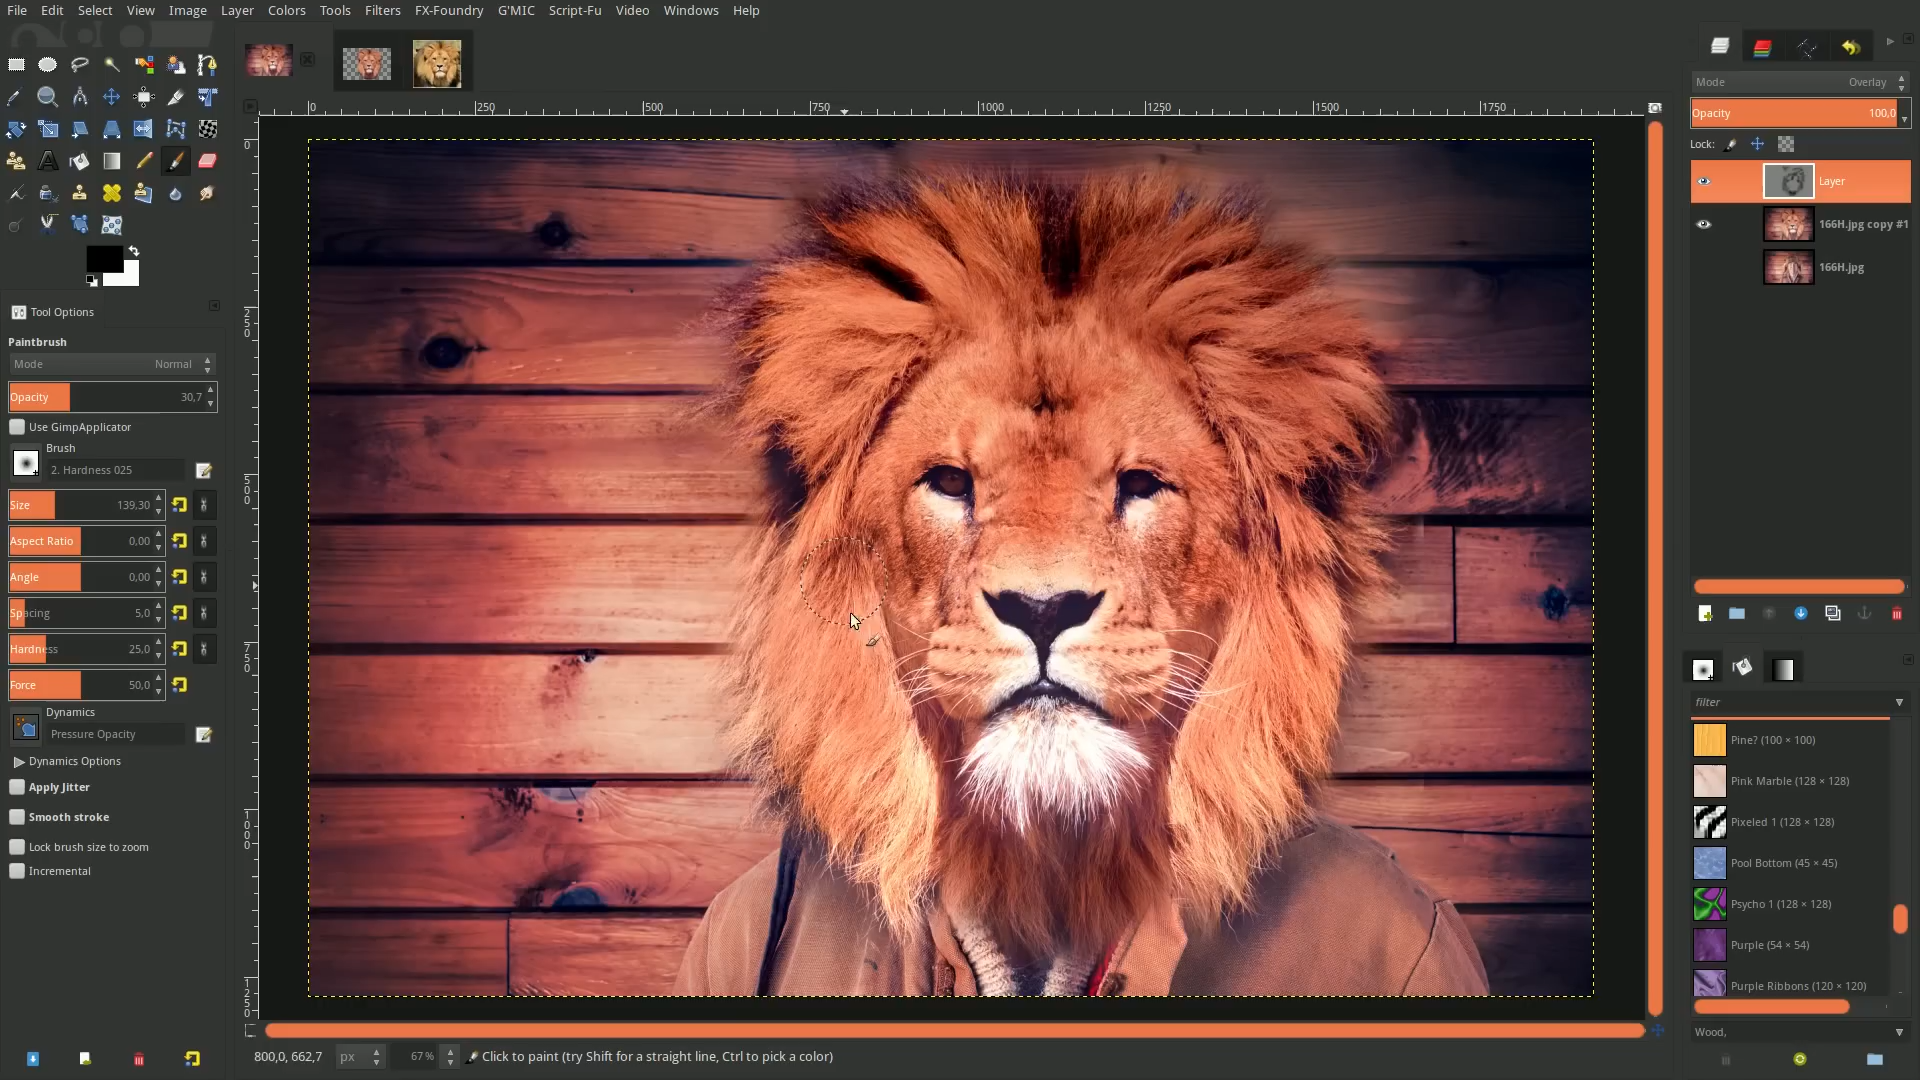 File Edit Select View Image Layer Colors Tools Filters FX-Foundry G'MIC Script-Fu Video Windows Help
0 250 500 750 1000 1250 1500 1750
0
250
500
750
1000
1250
Tool Options
Paintbrush
Mode Normal
Opacity 30,7
Use GimpApplicator
Brush
2. Hardness 025
Size 139,30
Aspect Ratio 0,00
Angle 0,00
Spacing 5,0
Hardness 25,0
Force 50,0
Dynamics
Pressure Opacity
Dynamics Options
Apply Jitter
Smooth stroke
Lock brush size to zoom
Incremental
800,0, 662,7 px 67 % Click to paint (try Shift for a straight line, Ctrl to pick a color)
Mode Overlay
Opacity 100,0
Lock:
Layer
166H.jpg copy #1
166H.jpg
filter
Pine? (100 × 100)
Pink Marble (128 × 128)
Pixeled 1 (128 × 128)
Pool Bottom (45 × 45)
Psycho 1 (128 × 128)
Purple (54 × 54)
Purple Ribbons (120 × 120)
Wood,